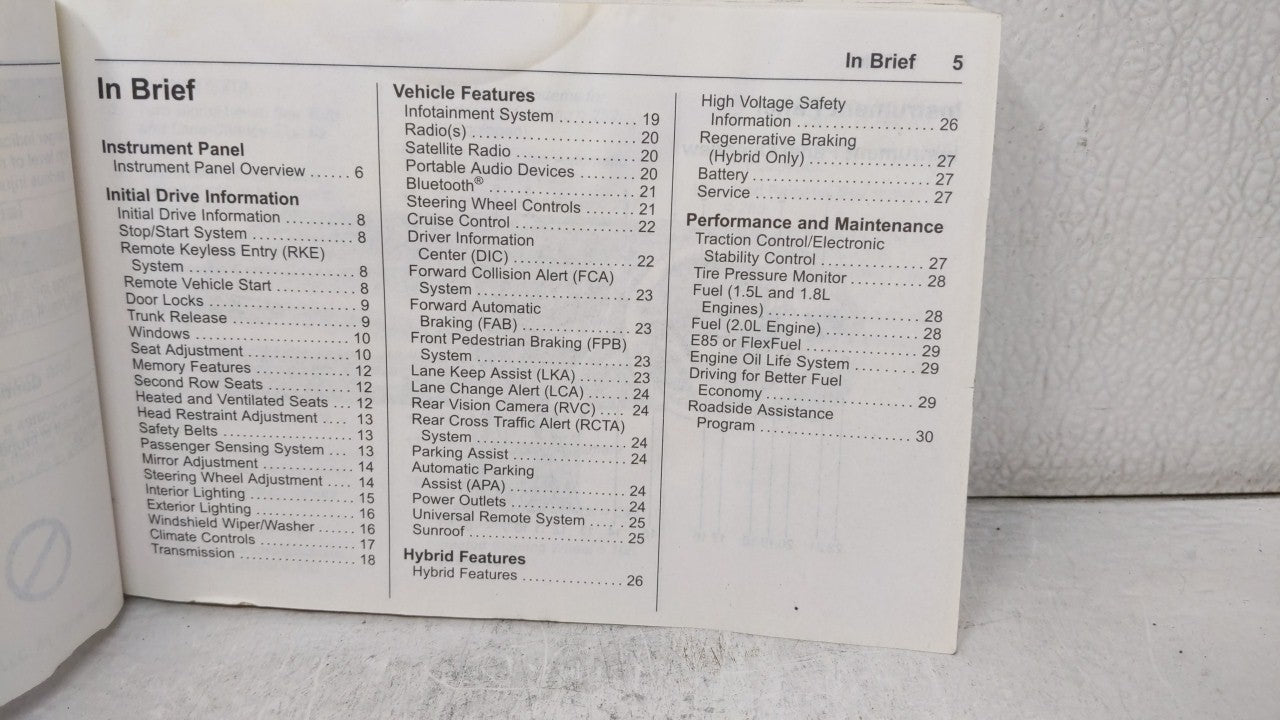 In Brief 5
In Brief
Instrument Panel
Instrument Panel Overview ...... 6
Initial Drive Information
Initial Drive Information .......... 8
Stop/Start System ............... 8
Remote Keyless Entry (RKE)
System ........................ 8
Remote Vehicle Start ........... 8
Door Locks ...................... 9
Trunk Release .................. 9
Windows ........................ 10
Seat Adjustment ................ 10
Memory Features ............... 12
Second Row Seats ............. 12
Heated and Ventilated Seats ... 12
Head Restraint Adjustment .... 13
Safety Belts .................... 13
Passenger Sensing System ... 13
Mirror Adjustment .............. 14
Steering Wheel Adjustment .... 14
Interior Lighting ................ 15
Exterior Lighting ............... 16
Windshield Wiper/Washer ...... 16
Climate Controls ................ 17
Transmission ................... 18
Vehicle Features
Infotainment System .......... 19
Radio(s) ........................ 20
Satellite Radio ................. 20
Portable Audio Devices ........ 20
Bluetooth® ...................... 21
Steering Wheel Controls ....... 21
Cruise Control .................. 22
Driver Information
Center (DIC) .................. 22
Forward Collision Alert (FCA)
System ........................ 23
Forward Automatic
Braking (FAB) ................. 23
Front Pedestrian Braking (FPB)
System ........................ 23
Lane Keep Assist (LKA) ........ 23
Lane Change Alert (LCA) ...... 24
Rear Vision Camera (RVC) .... 24
Rear Cross Traffic Alert (RCTA)
System ........................ 24
Parking Assist .................. 24
Automatic Parking
Assist (APA) ................... 24
Power Outlets .................. 24
Universal Remote System ..... 25
Sunroof ......................... 25
Hybrid Features
Hybrid Features ............... 26
High Voltage Safety
Information .................... 26
Regenerative Braking
(Hybrid Only) .................. 27
Battery .......................... 27
Service .......................... 27
Performance and Maintenance
Traction Control/Electronic
Stability Control ............... 27
Tire Pressure Monitor .......... 28
Fuel (1.5L and 1.8L
Engines) ....................... 28
Fuel (2.0L Engine) .............. 28
E85 or FlexFuel ................. 29
Engine Oil Life System ......... 29
Driving for Better Fuel
Economy ...................... 29
Roadside Assistance
Program ....................... 30